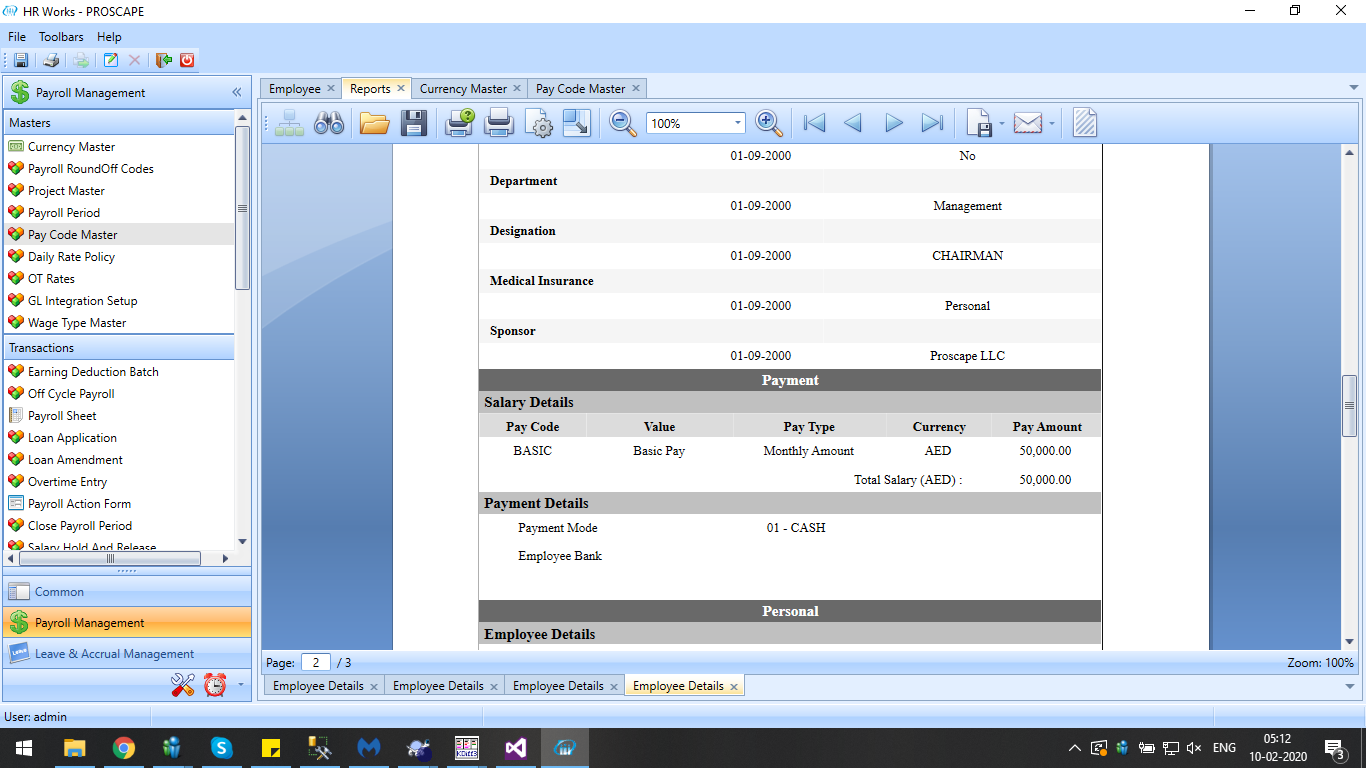 HR Works - PROSCAPE
File Toolbars Help
Payroll Management
Masters
Currency Master
Payroll RoundOff Codes
Project Master
Payroll Period
Pay Code Master
Daily Rate Policy
OT Rates
GL Integration Setup
Wage Type Master
Transactions
Earning Deduction Batch
Off Cycle Payroll
Payroll Sheet
Loan Application
Loan Amendment
Overtime Entry
Payroll Action Form
Close Payroll Period
Salary Hold And Release
Common
Payroll Management
Leave & Accrual Management
Employee Reports Currency Master Pay Code Master
100%
01-09-2000 No
Department
01-09-2000 Management
Designation
01-09-2000 CHAIRMAN
Medical Insurance
01-09-2000 Personal
Sponsor
01-09-2000 Proscape LLC
Payment
Salary Details
Pay Code Value Pay Type Currency Pay Amount
BASIC Basic Pay Monthly Amount AED 50,000.00
Total Salary (AED) : 50,000.00
Payment Details
Payment Mode 01 - CASH
Employee Bank
Personal
Employee Details
Page: 2 / 3 Zoom: 100%
Employee Details Employee Details Employee Details Employee Details
User: admin
ENG 05:12
10-02-2020
3